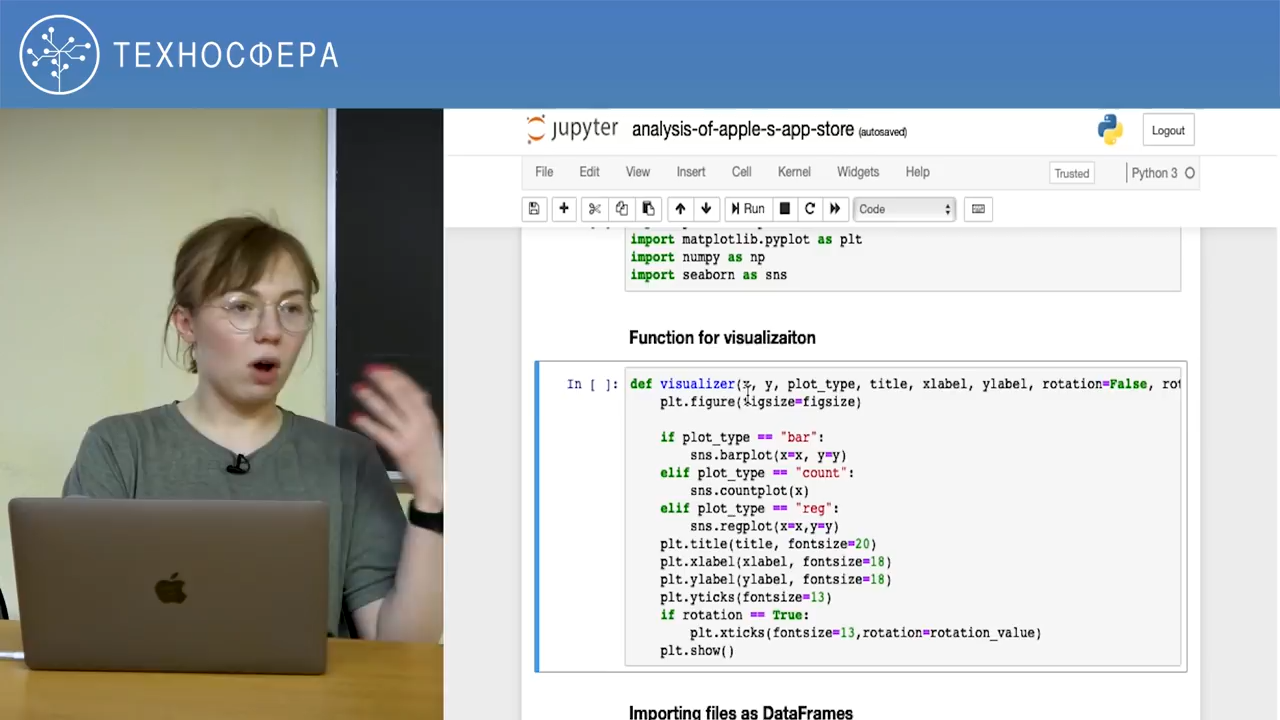 ТЕХНОСФЕРА
jupyter analysis-of-apple-s-app-store (autosaved) Logout
File Edit View Insert Cell Kernel Widgets Help Trusted Python 3
Run Code
import matplotlib.pyplot as plt
import numpy as np
import seaborn as sns
Function for visualizaiton
In [ ]: def visualizer(x, y, plot_type, title, xlabel, ylabel, rotation=False, rot
plt.figure(figsize=figsize)
if plot_type == "bar":
sns.barplot(x=x, y=y)
elif plot_type == "count":
sns.countplot(x)
elif plot_type == "reg":
sns.regplot(x=x,y=y)
plt.title(title, fontsize=20)
plt.xlabel(xlabel, fontsize=18)
plt.ylabel(ylabel, fontsize=18)
plt.yticks(fontsize=13)
if rotation == True:
plt.xticks(fontsize=13,rotation=rotation_value)
plt.show()
Importing files as DataFrames